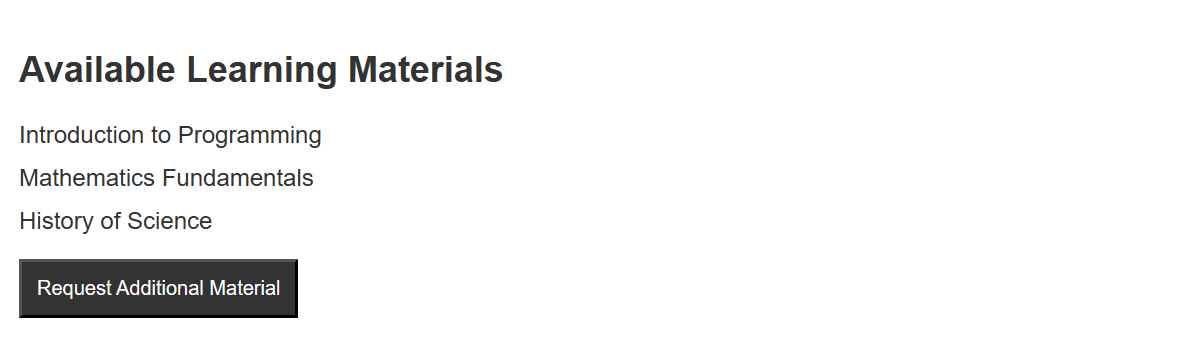 Available Learning Materials
Introduction to Programming
Mathematics Fundamentals
History of Science
Request Additional Material